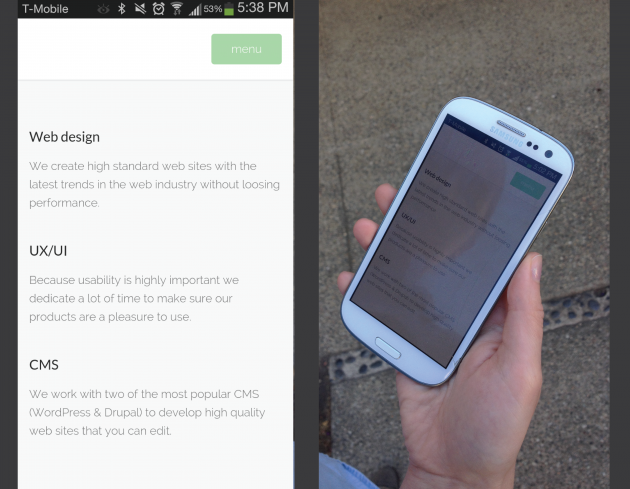 T-Mobile 53% 5:38 PM
menu
Web design
We create high standard web sites with the
latest trends in the web industry without loosing
performance.
UX/UI
Because usability is highly important we
dedicate a lot of time to make sure our
products are a pleasure to use.
CMS
We work with two of the most popular CMS
(WordPress & Drupal) to develop high quality
web sites that you can edit.
SAMSUNG
Web design
UX/UI
CMS